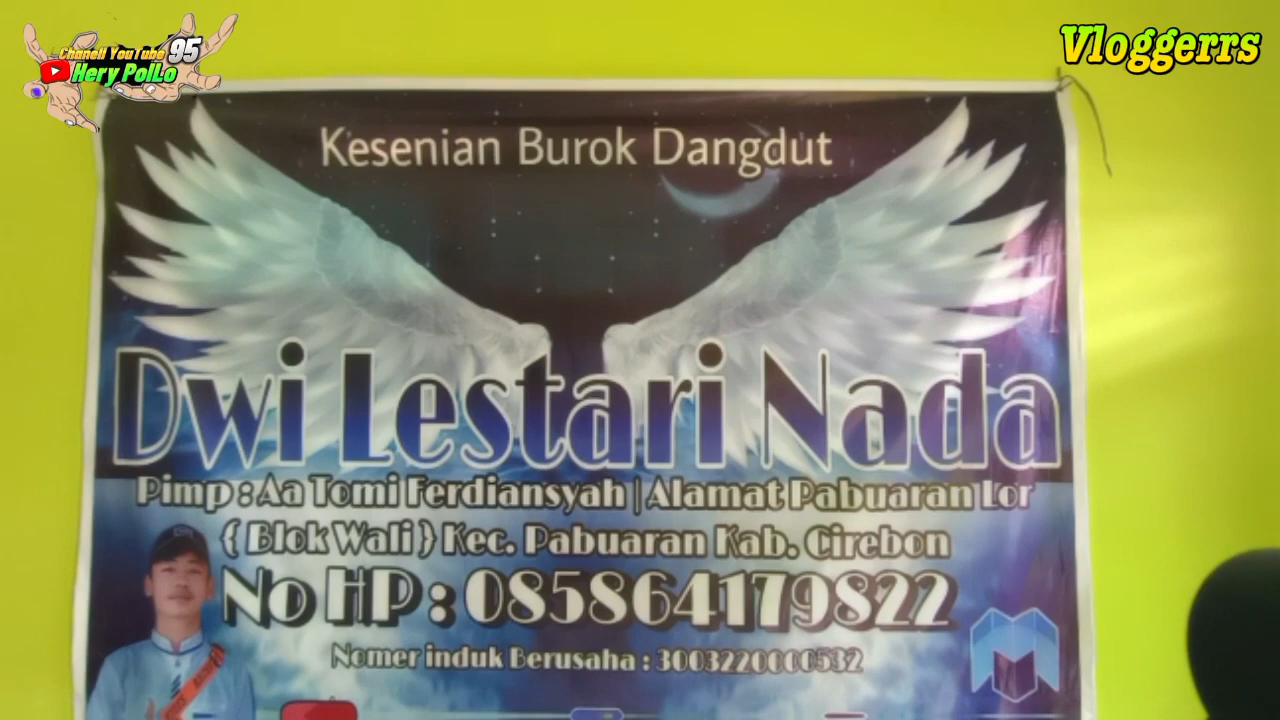 Chanell YouTube 95
Hery PolLo
Vloggerrs
Kesenian Burok Dangdut
Dwi Lestari Nada
Pimp : Aa Tomi Ferdiansyah | Alamat Pabuaran Lor
{ Blok Wali } Kec. Pabuaran Kab. Cirebon
No HP : 085864179822
Nomer induk Berusaha : 3003220000532